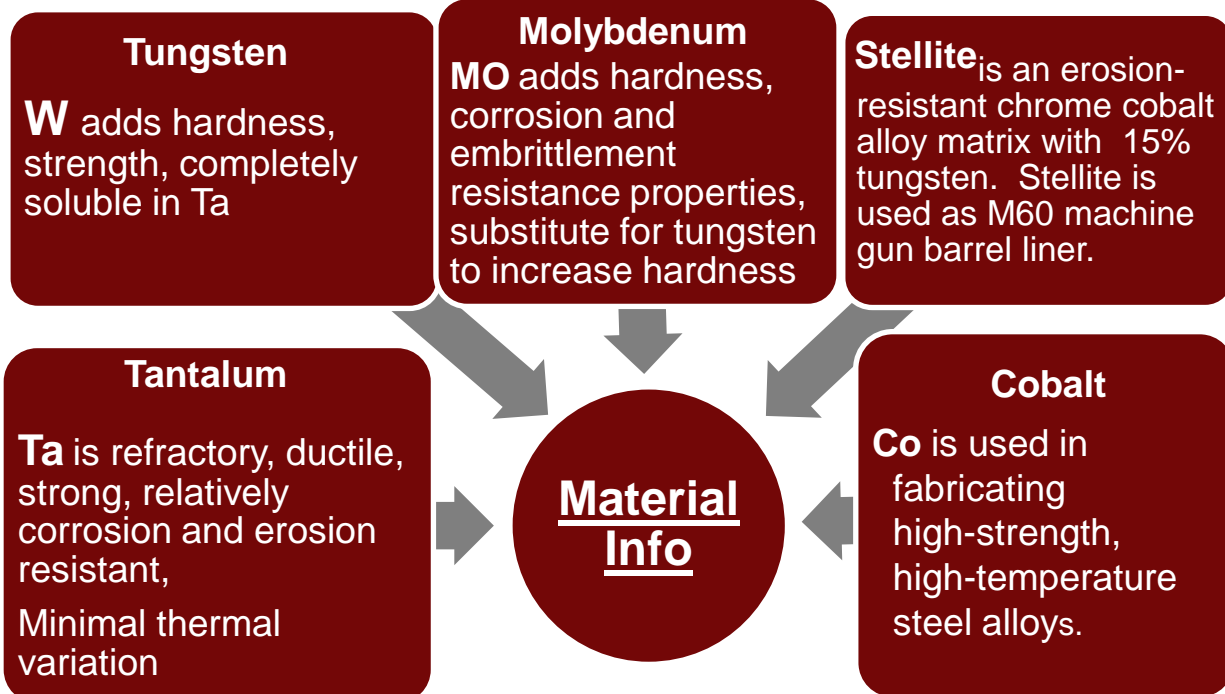 Tungsten
W adds hardness,
strength, completely
soluble in Ta
Molybdenum
MO adds hardness,
corrosion and
embrittlement
resistance properties,
substitute for tungsten
to increase hardness
Stellite is an erosion-
resistant chrome cobalt
alloy matrix with 15%
tungsten. Stellite is
used as M60 machine
gun barrel liner.
Tantalum
Ta is refractory, ductile,
strong, relatively
corrosion and erosion
resistant,
Minimal thermal
variation
Material
Info
Cobalt
Co is used in
fabricating
high-strength,
high-temperature
steel alloys.